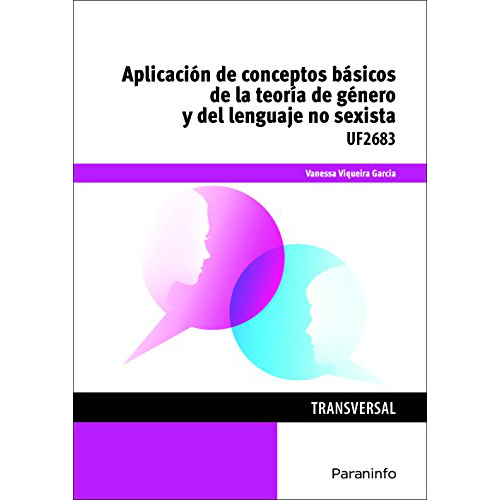 Aplicación de conceptos básicos
de la teoría de género
y del lenguaje no sexista
UF2683
Vanessa Viqueira García
TRANSVERSAL
Paraninfo